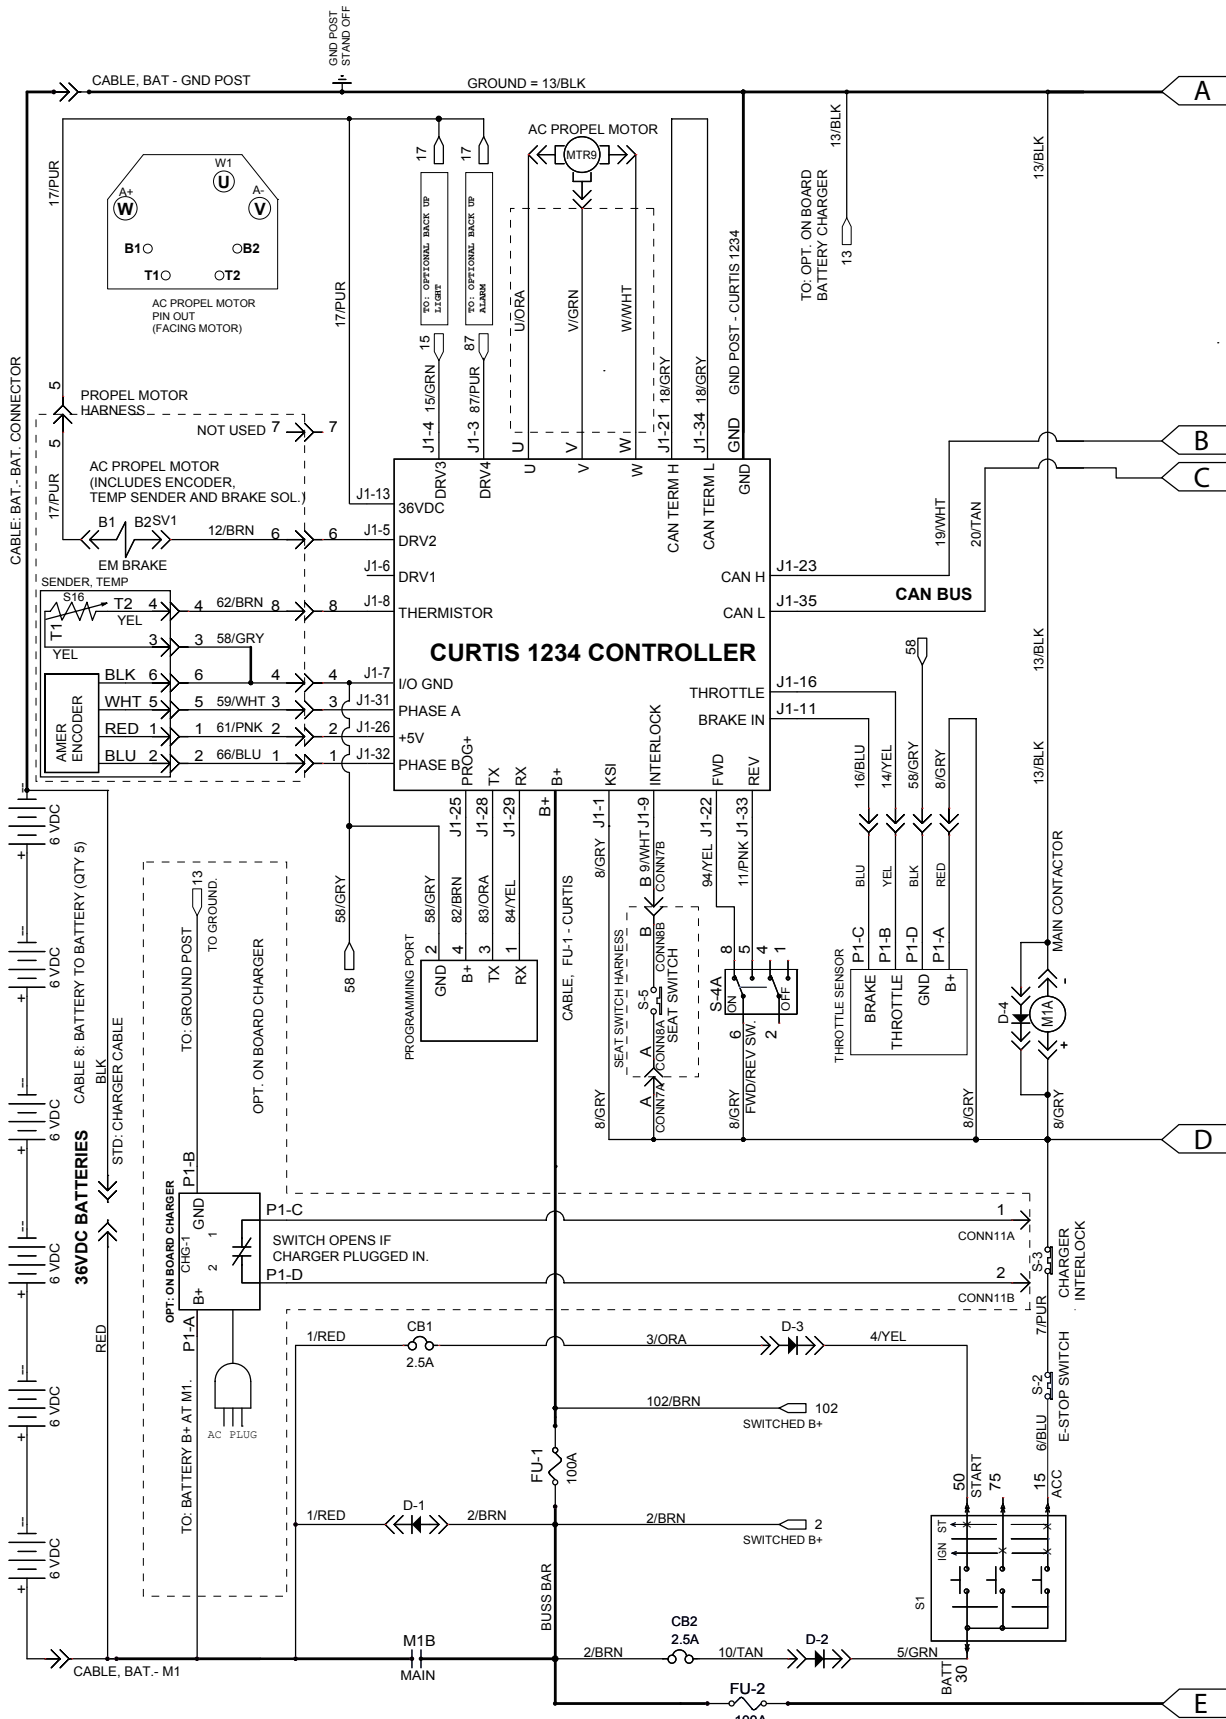 GND POST
STAND OFF
CABLE, BAT - GND POST
GROUND = 13/BLK
A
17/PUR
W1
U
A+
W
A-
V
B1
B2
T1
T2
AC PROPEL MOTOR
PIN OUT
(FACING MOTOR)
17/PUR
17
17
TO: OPTIONAL BACK UP
LIGHT
TO: OPTIONAL BACK UP
ALARM
15
87
J1-4 15/GRN
J1-3 87/PUR
AC PROPEL MOTOR
MTR9
U/ORA
V/GRN
W/WHT
U
V
W
J1-21 18/GRY
J1-34 18/GRY
GND
GND POST - CURTIS 1234
13/BLK
13
TO: OPT. ON BOARD
BATTERY CHARGER
13/BLK
CABLE: BAT.- BAT. CONNECTOR
5
PROPEL MOTOR
HARNESS
5
NOT USED 7
7
17/PUR
AC PROPEL MOTOR
(INCLUDES ENCODER,
TEMP SENDER AND BRAKE SOL.)
B1
B2
SV1
EM BRAKE
12/BRN
6
6
J1-13
J1-5
J1-6
J1-8
J1-7
J1-31
J1-26
J1-32
36VDC
DRV2
DRV1
THERMISTOR
I/O GND
PHASE A
+5V
PHASE B
DRV3
DRV4
U
V
W
CAN TERM H
CAN TERM L
GND
CAN H
CAN L
J1-23
J1-35
19/WHT
20/TAN
B
C
CAN BUS
CURTIS 1234 CONTROLLER
THROTTLE
BRAKE IN
J1-16
J1-11
58
SENDER, TEMP
S16
T1
T2
YEL
YEL
4
4
62/BRN
8
8
3
3
58/GRY
AMER
ENCODER
BLK
6
6
4
4
WHT
5
5
59/WHT
3
3
RED
1
1
61/PNK
2
2
BLU
2
2
66/BLU
1
1
PROG+
TX
RX
B+
KSI
INTERLOCK
FWD
REV
J1-25
J1-28
J1-29
B+
J1-1
J1-9
J1-22
J1-33
58/GRY
58
58/GRY
82/BRN
83/ORA
84/YEL
2
4
3
1
GND
B+
TX
RX
PROGRAMMING PORT
CABLE, FU-1 - CURTIS
8/GRY
9/WHT
B
CONN7B
B
CONN8B
SEAT SWITCH HARNESS
S-5
SEAT SWITCH
A
CONN8A
A
CONN7A
94/YEL
11/PNK
8
5
4
1
S-4A
ON
OFF
6
2
FWD/REV SW.
8/GRY
16/BLU
14/YEL
58/GRY
8/GRY
BLU
YEL
BLK
RED
P1-C
P1-B
P1-D
P1-A
BRAKE
THROTTLE
GND
B+
THROTTLE SENSOR
8/GRY
13/BLK
13/BLK
MAIN CONTACTOR
D-4
M1A
-
+
8/GRY
D
6 VDC
6 VDC
6 VDC
6 VDC
6 VDC
6 VDC
36VDC BATTERIES
CABLE 8: BATTERY TO BATTERY (QTY 5)
BLK
STD: CHARGER CABLE
RED
13
TO GROUND.
TO: GROUND POST
OPT. ON BOARD CHARGER
OPT: ON BOARD CHARGER
P1-B
GND
CHG-1
2
1
B+
P1-A
P1-C
SWITCH OPENS IF
CHARGER PLUGGED IN.
P1-D
AC PLUG
TO: BATTERY B+ AT M1.
1
CONN11A
2
CONN11B
S-3
CHARGER
INTERLOCK
7/PUR
S-2
E-STOP SWITCH
6/BLU
1/RED
CB1
2.5A
3/ORA
D-3
4/YEL
102/BRN
102
SWITCHED B+
FU-1
100A
1/RED
D-1
2/BRN
2/BRN
2
SWITCHED B+
BUSS BAR
50
START
75
15
ACC
IGN
ST
S1
CABLE, BAT.- M1
M1B
MAIN
2/BRN
CB2
2.5A
10/TAN
D-2
5/GRN
BATT
30
FU-2
100A
E